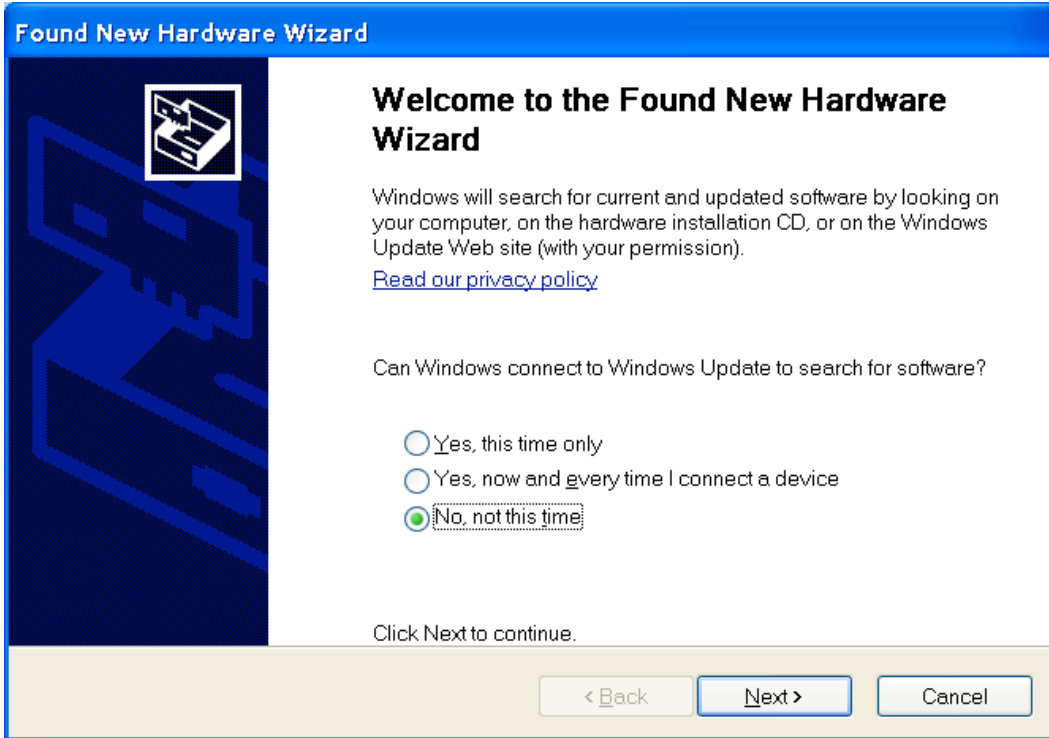 Found New Hardware Wizard
Welcome to the Found New Hardware
Wizard
Windows will search for current and updated software by looking on
your computer, on the hardware installation CD, or on the Windows
Update Web site (with your permission).
Read our privacy policy
Can Windows connect to Windows Update to search for software?
Yes, this time only
Yes, now and every time I connect a device
No, not this time
Click Next to continue.
< Back Next > Cancel